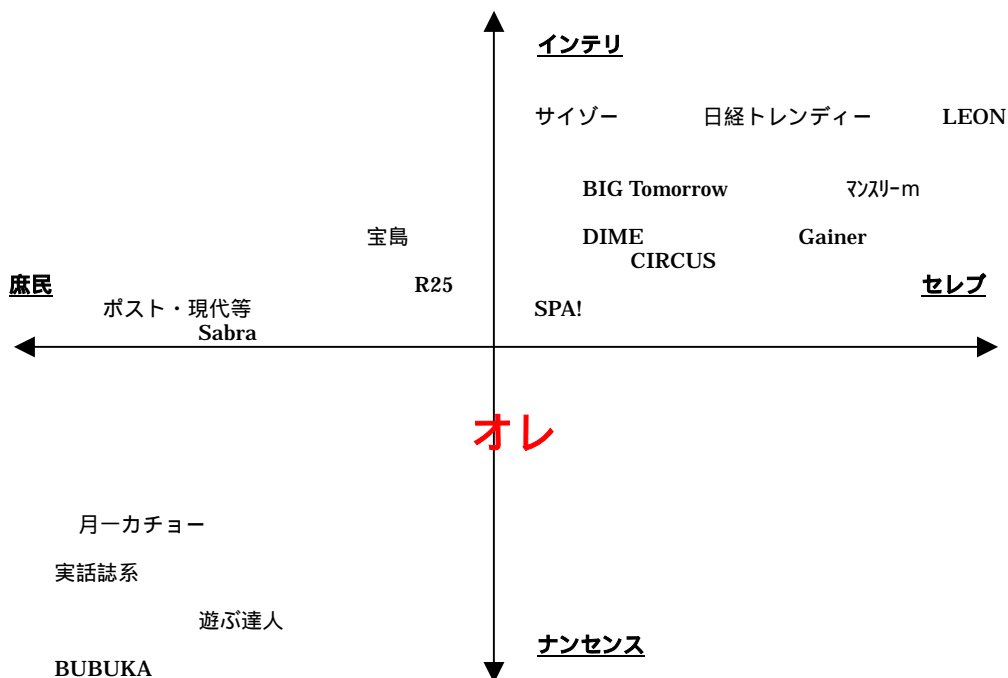 インテリ
サイゾー 日経トレンディー LEON
BIG Tomorrow ﾏﾝｽﾘｰm
宝島 DIME Gainer
CIRCUS
庶民 R25 セレブ
ポスト・現代等 SPA!
Sabra
オレ
月一カチョー
実話誌系
遊ぶ達人
ナンセンス
BUBUKA